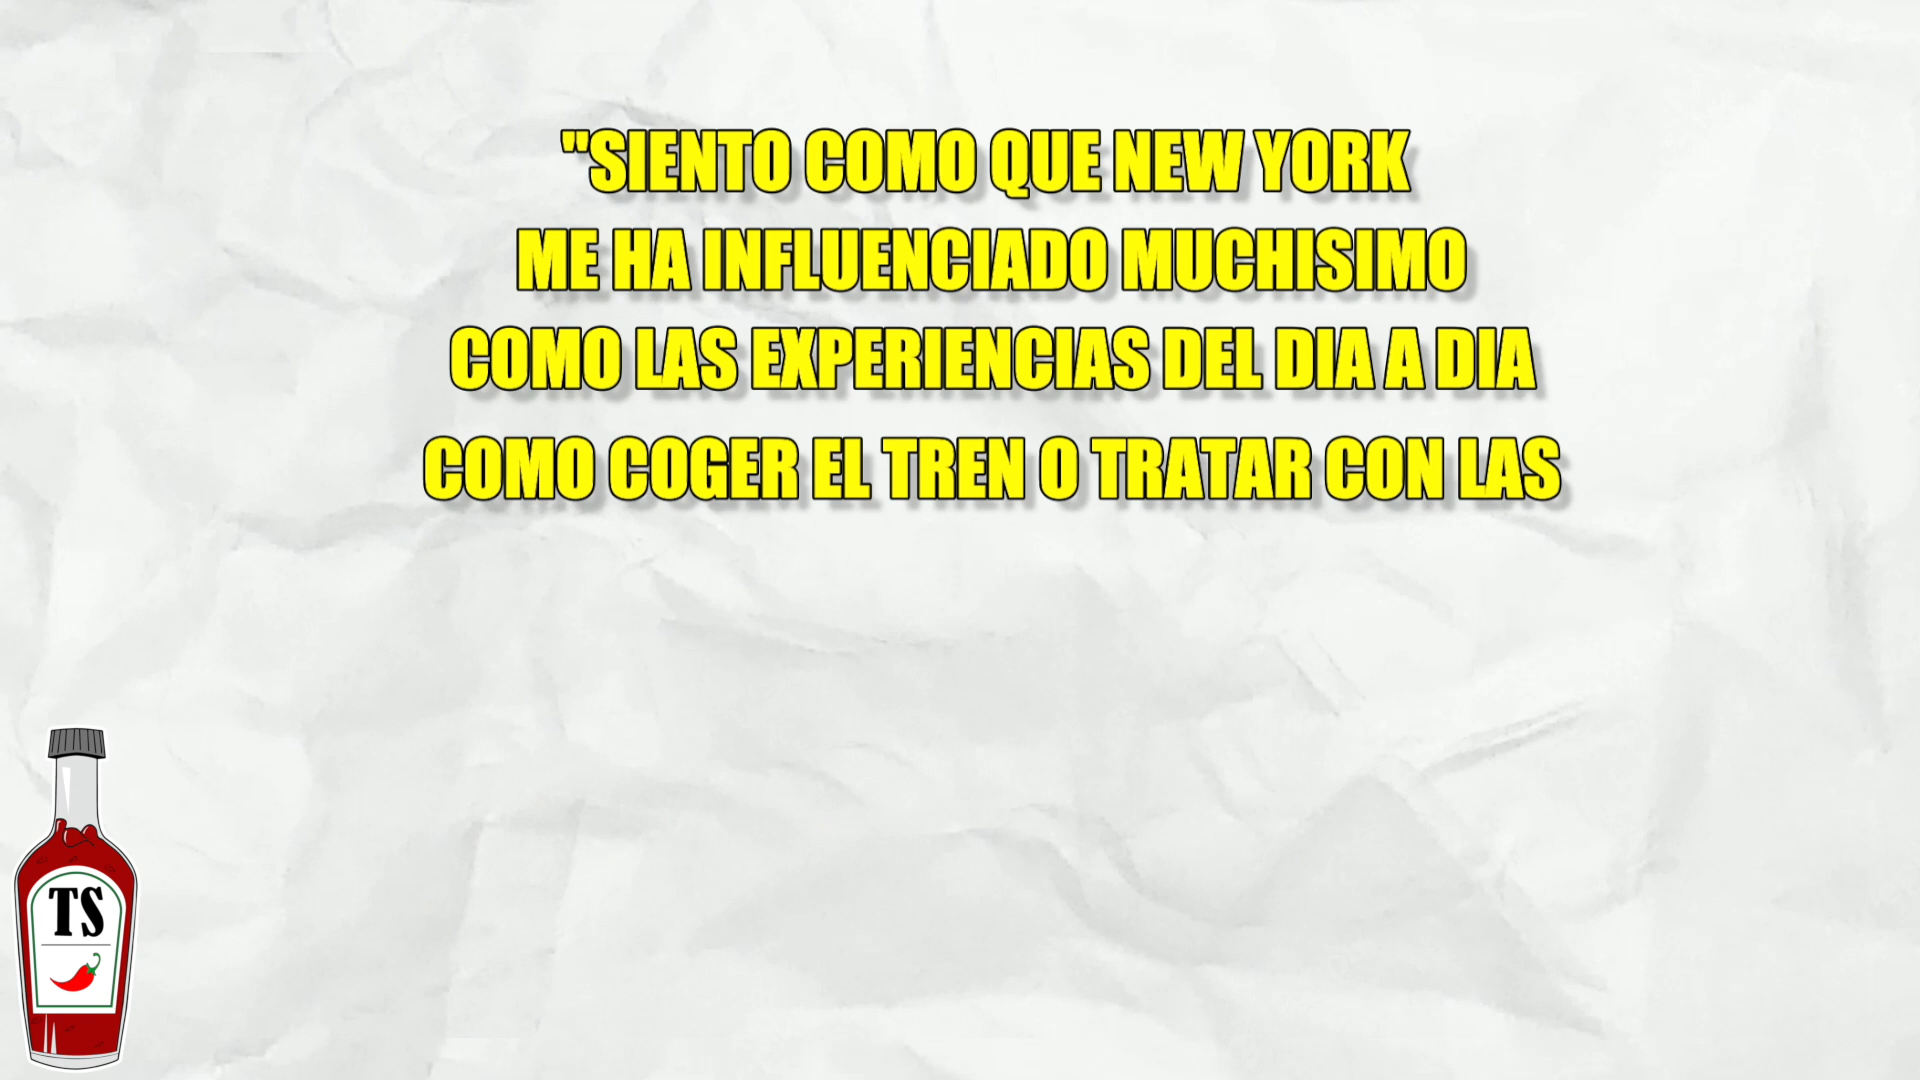 "SIENTO COMO QUE NEW YORK
ME HA INFLUENCIADO MUCHISIMO
COMO LAS EXPERIENCIAS DEL DIA A DIA
COMO COGER EL TREN O TRATAR CON LAS
TS